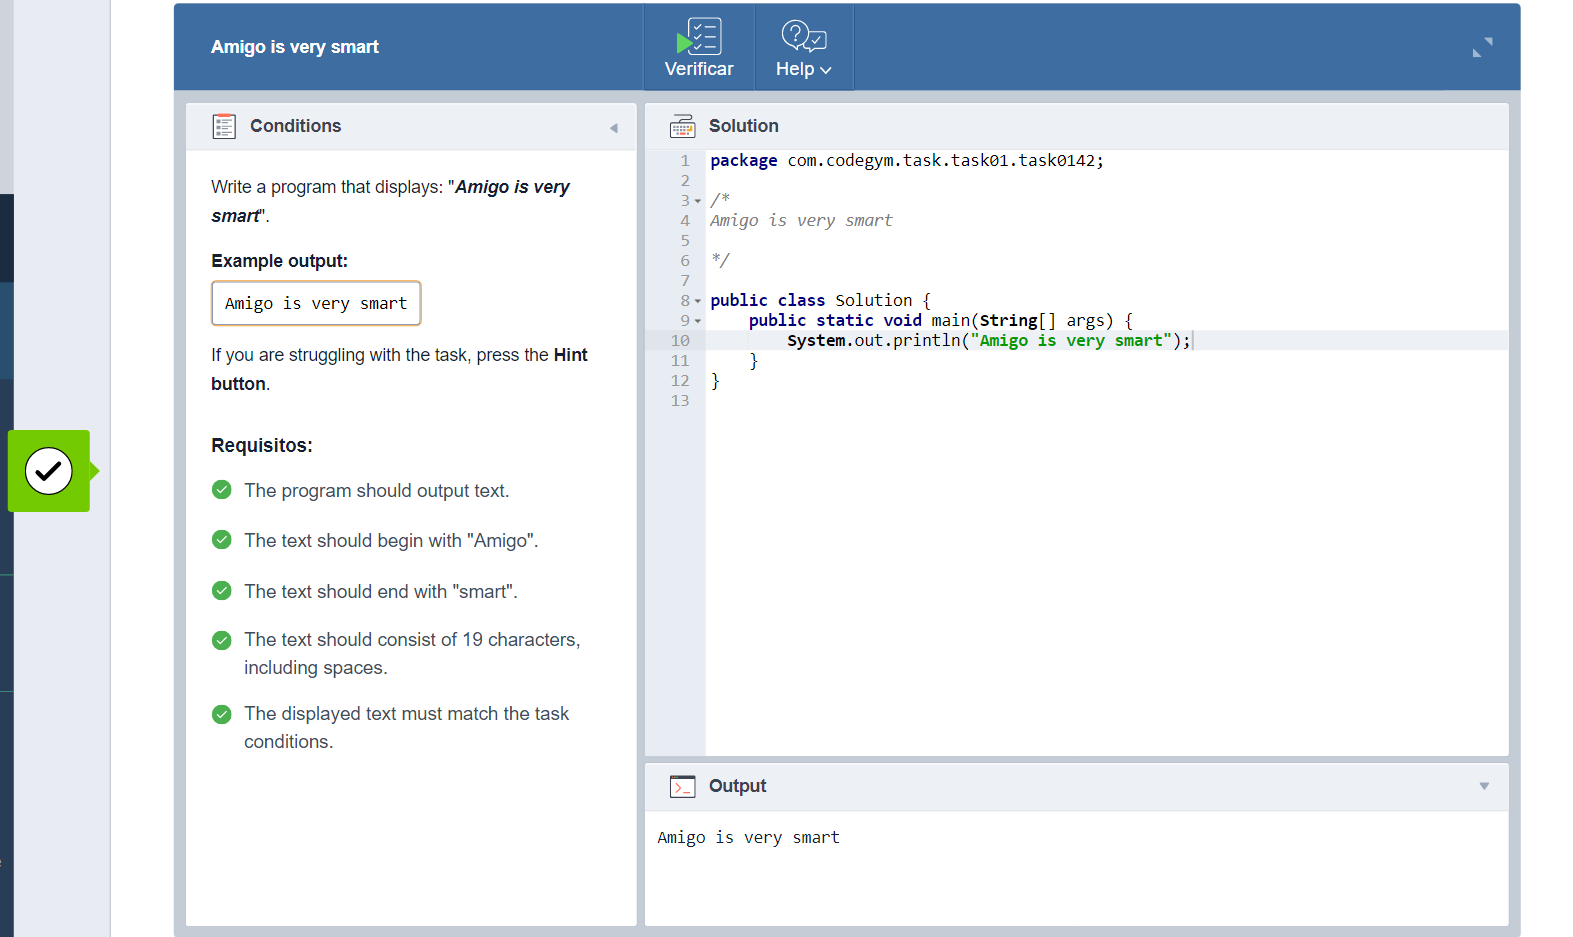 Amigo is very smart
Verificar
Help
Conditions
Write a program that displays: "Amigo is very
smart".
Example output:
Amigo is very smart
If you are struggling with the task, press the Hint
button.
Requisitos:
The program should output text.
The text should begin with "Amigo".
The text should end with "smart".
The text should consist of 19 characters,
including spaces.
The displayed text must match the task
conditions.
Solution
1 package com.codegym.task.task01.task0142;
2
3 /*
4 Amigo is very smart
5
6 */
7
8 public class Solution {
9 public static void main(String[] args) {
10 System.out.println("Amigo is very smart");
11 }
12 }
13
Output
Amigo is very smart